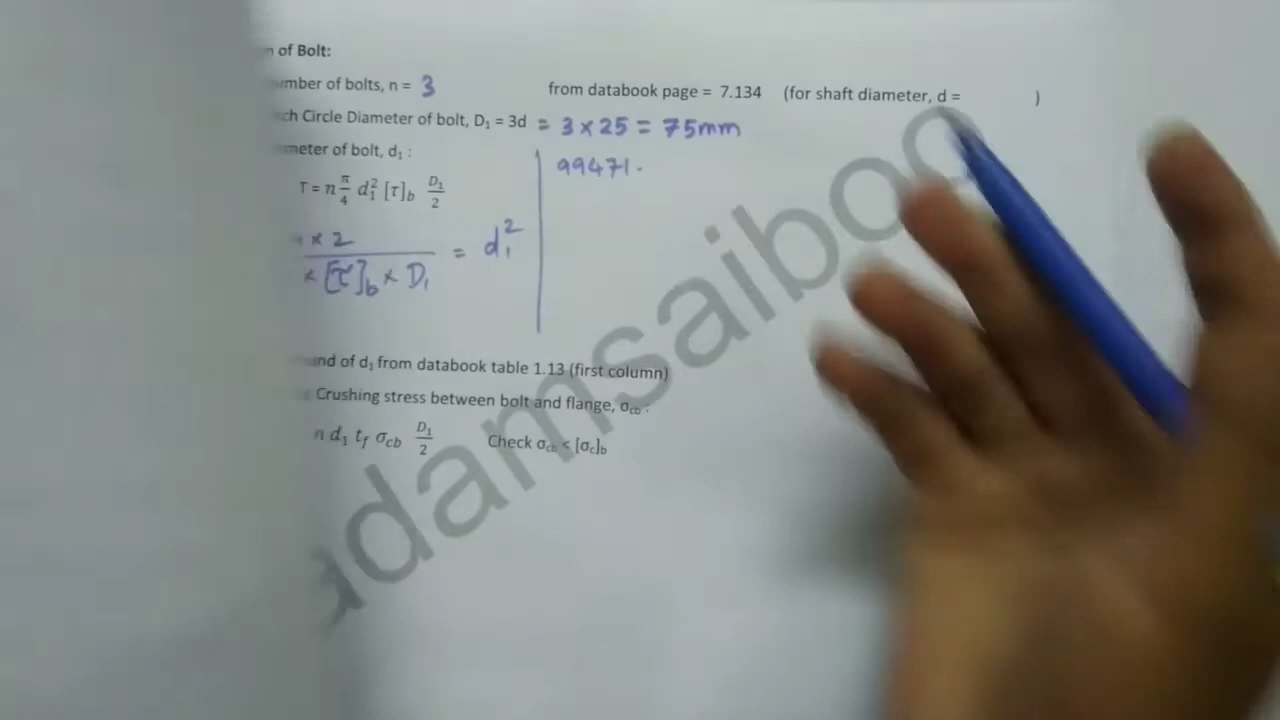 of Bolt:
mber of bolts, n = 3 from databook page = 7.134 (for shaft diameter, d = )
ch Circle Diameter of bolt, D₁ = 3d = 3 × 25 = 75mm
meter of bolt, d₁ : 99471.
T = n π/4 d₁² [τ]b D₁/2
× 2 / × [τ]b × D₁ = d₁²
nd of d₁ from databook table 1.13 (first column)
Crushing stress between bolt and flange, σcb :
n d₁ tf σcb D₁/2 Check σcb < [σc]b
adamsaiboo